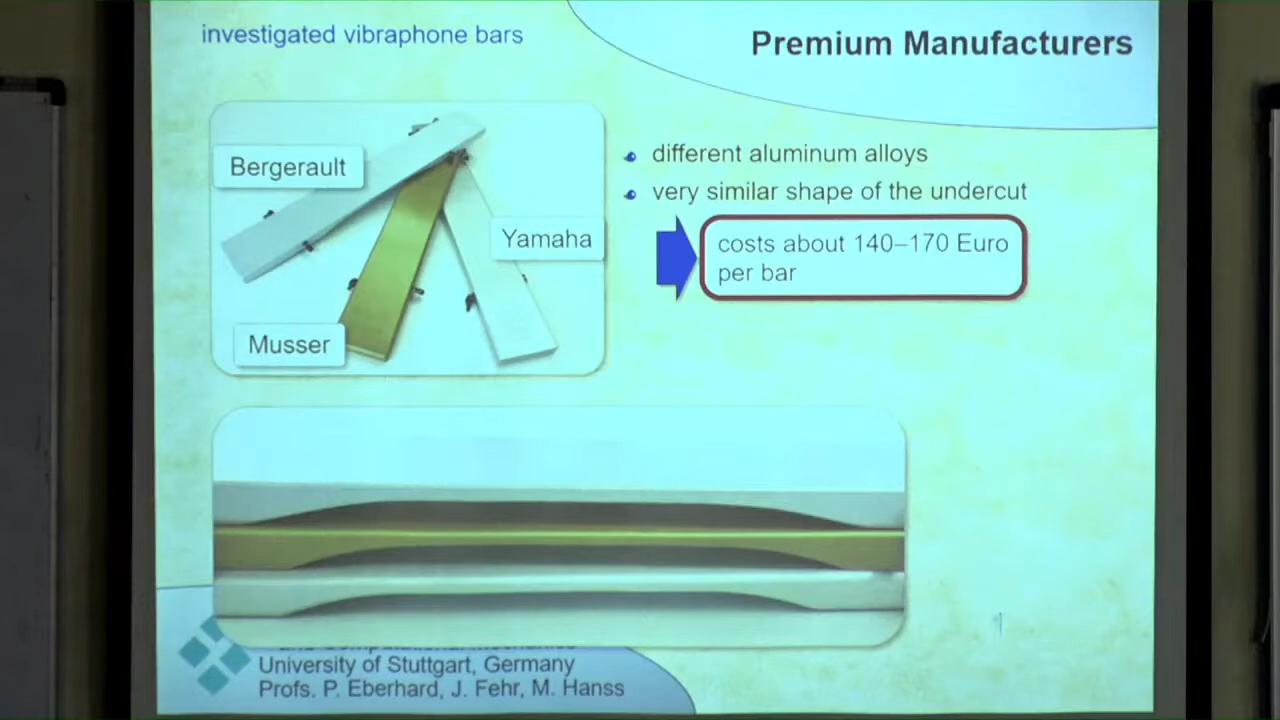 investigated vibraphone bars
Premium Manufacturers
Bergerault
Yamaha
Musser
different aluminum alloys
very similar shape of the undercut
costs about 140–170 Euro
per bar
University of Stuttgart, Germany
Profs. P. Eberhard, J. Fehr, M. Hanss